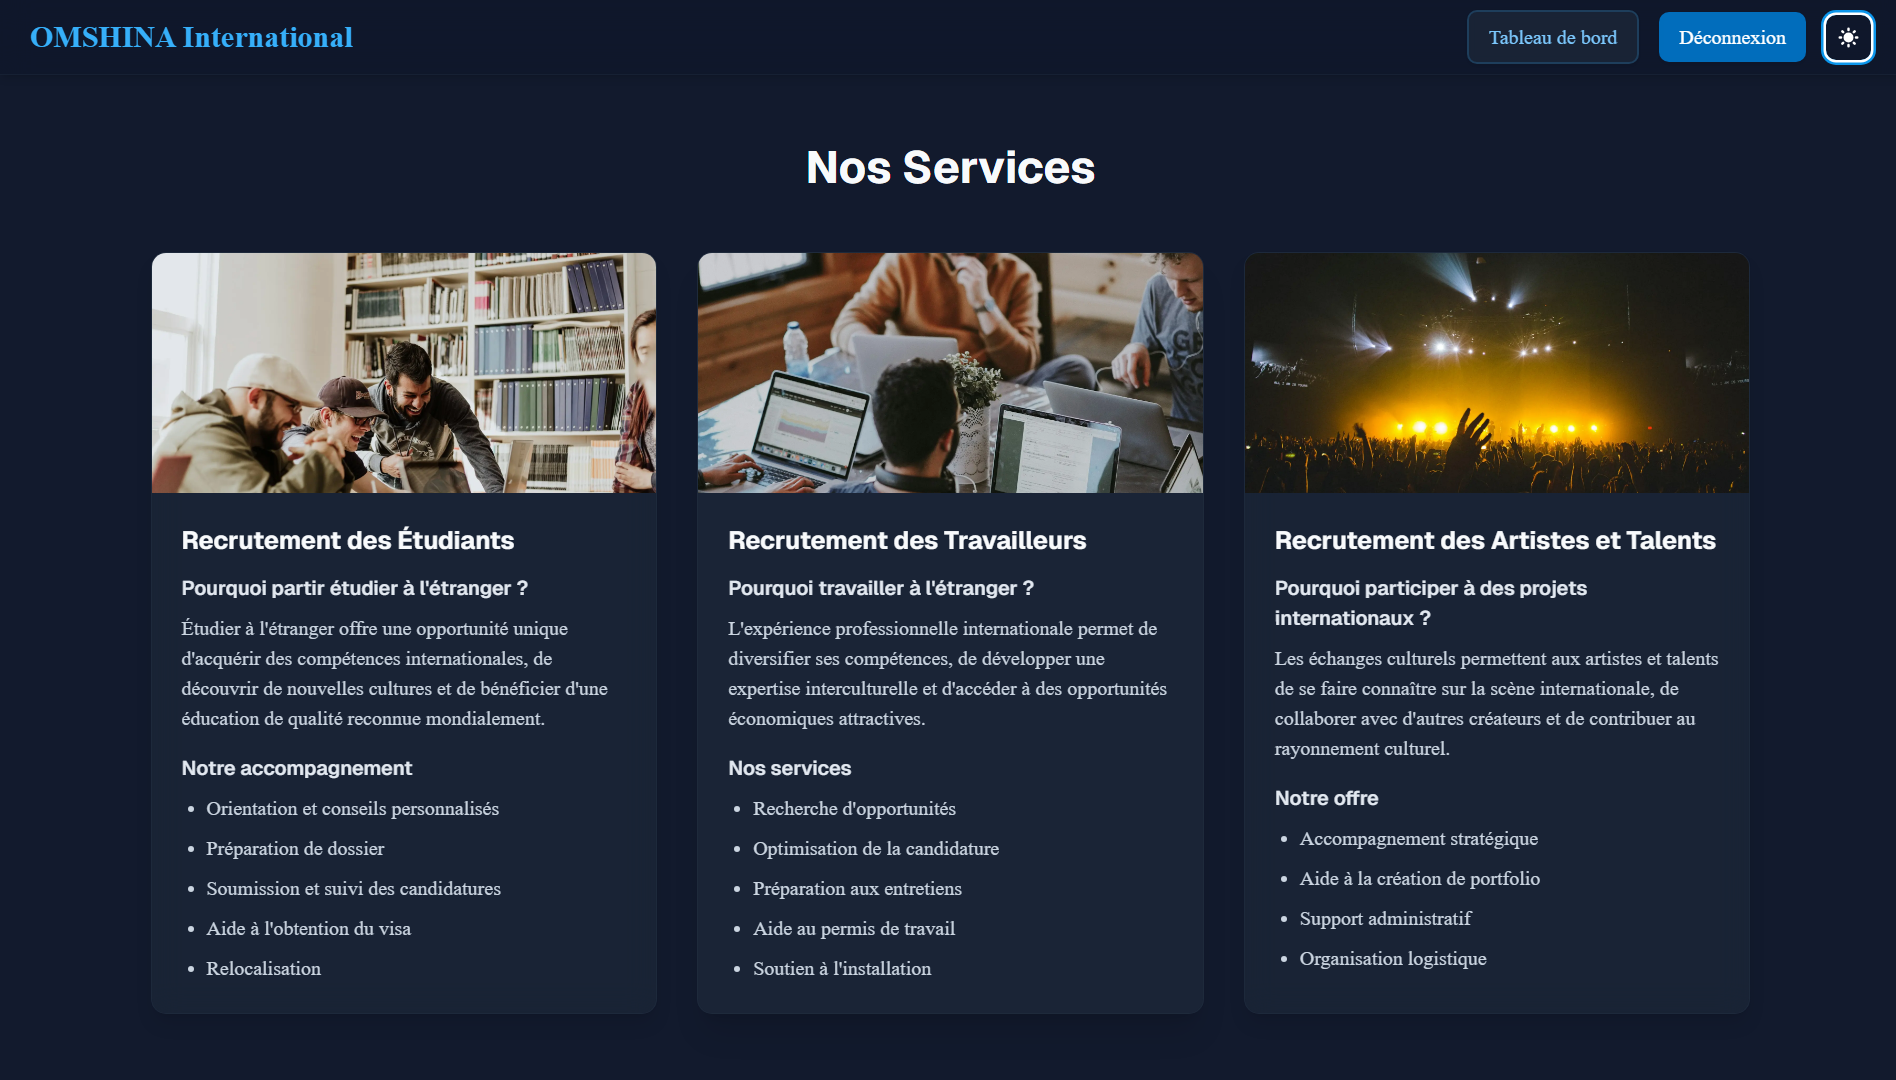 OMSHINA International
Tableau de bord
Déconnexion
Nos Services
Recrutement des Étudiants
Pourquoi partir étudier à l'étranger ?
Étudier à l'étranger offre une opportunité unique
d'acquérir des compétences internationales, de
découvrir de nouvelles cultures et de bénéficier d'une
éducation de qualité reconnue mondialement.
Notre accompagnement
• Orientation et conseils personnalisés
• Préparation de dossier
• Soumission et suivi des candidatures
• Aide à l'obtention du visa
• Relocalisation
Recrutement des Travailleurs
Pourquoi travailler à l'étranger ?
L'expérience professionnelle internationale permet de
diversifier ses compétences, de développer une
expertise interculturelle et d'accéder à des opportunités
économiques attractives.
Nos services
• Recherche d'opportunités
• Optimisation de la candidature
• Préparation aux entretiens
• Aide au permis de travail
• Soutien à l'installation
Recrutement des Artistes et Talents
Pourquoi participer à des projets
internationaux ?
Les échanges culturels permettent aux artistes et talents
de se faire connaître sur la scène internationale, de
collaborer avec d'autres créateurs et de contribuer au
rayonnement culturel.
Notre offre
• Accompagnement stratégique
• Aide à la création de portfolio
• Support administratif
• Organisation logistique